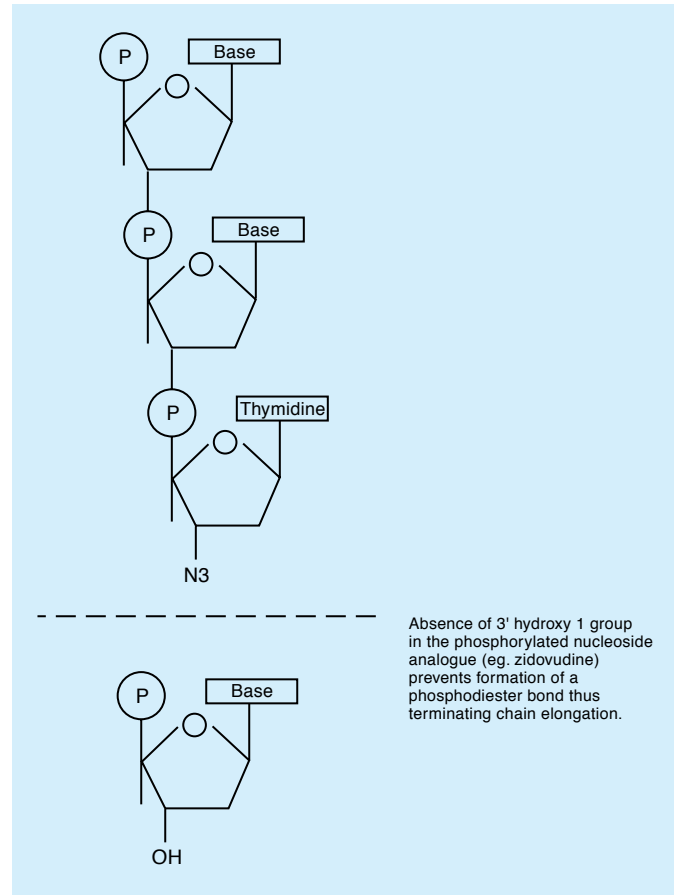 P
Base
P
Base
P
Thymidine
N3
Absence of 3' hydroxy 1 group
in the phosphorylated nucleoside
analogue (eg. zidovudine)
prevents formation of a
phosphodiester bond thus
terminating chain elongation.
P
Base
OH